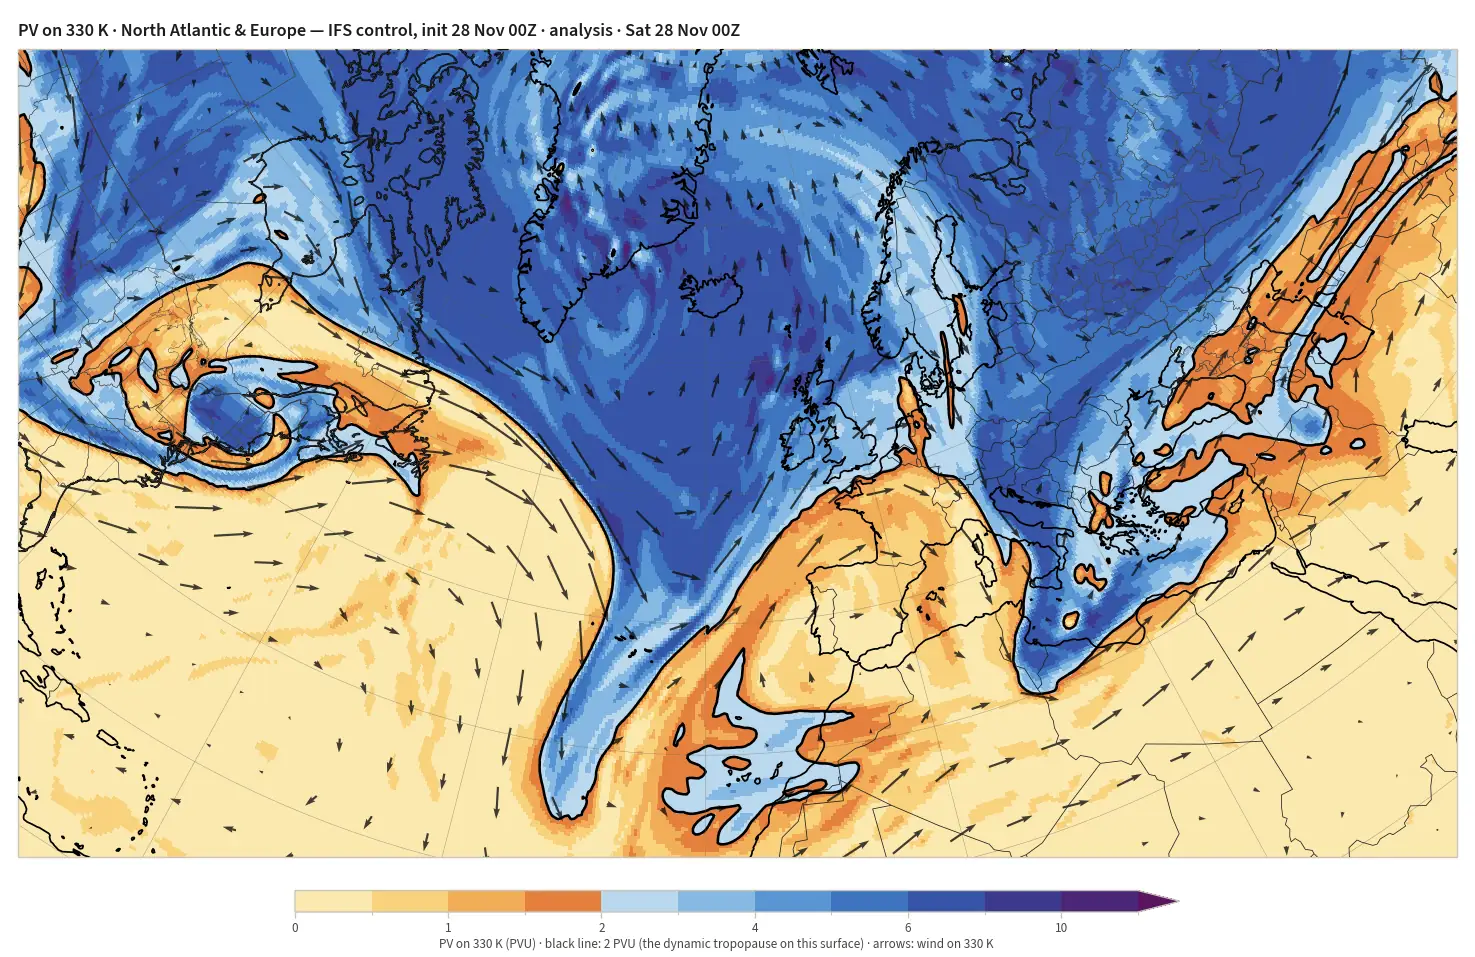 PV on 330 K · North Atlantic & Europe — IFS control, init 28 Nov 00Z · analysis · Sat 28 Nov 00Z
0 1 2 4 6 10
PV on 330 K (PVU) · black line: 2 PVU (the dynamic tropopause on this surface) · arrows: wind on 330 K